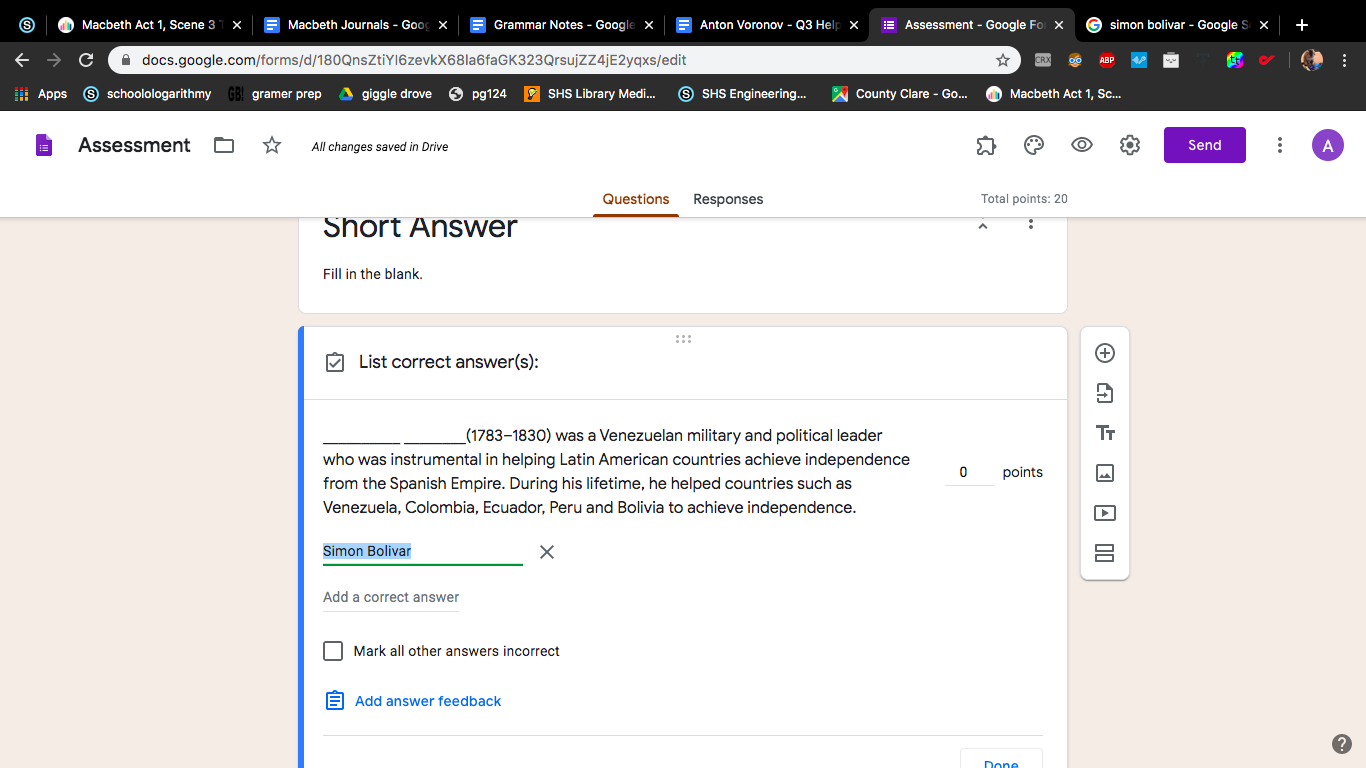 Macbeth Act 1, Scene 3
Macbeth Journals - Goog
Grammar Notes - Google
Anton Voronov - Q3 Help
Assessment - Google Fo
simon bolivar - Google S
docs.google.com/forms/d/180QnsZtiYl6zevkX68la6faGK323QrsujZZ4jE2yqxs/edit
CRX
ABP
Apps
schoolologarithmy
GB!
gramer prep
giggle drove
pg124
SHS Library Medi...
SHS Engineering...
County Clare - Go...
Macbeth Act 1, Sc...
Assessment
All changes saved in Drive
Send
A
Questions
Responses
Total points: 20
Short Answer
Fill in the blank.
List correct answer(s):
__________ ________(1783–1830) was a Venezuelan military and political leader
who was instrumental in helping Latin American countries achieve independence
from the Spanish Empire. During his lifetime, he helped countries such as
Venezuela, Colombia, Ecuador, Peru and Bolivia to achieve independence.
0 points
Simon Bolivar
Add a correct answer
Mark all other answers incorrect
Add answer feedback
Done